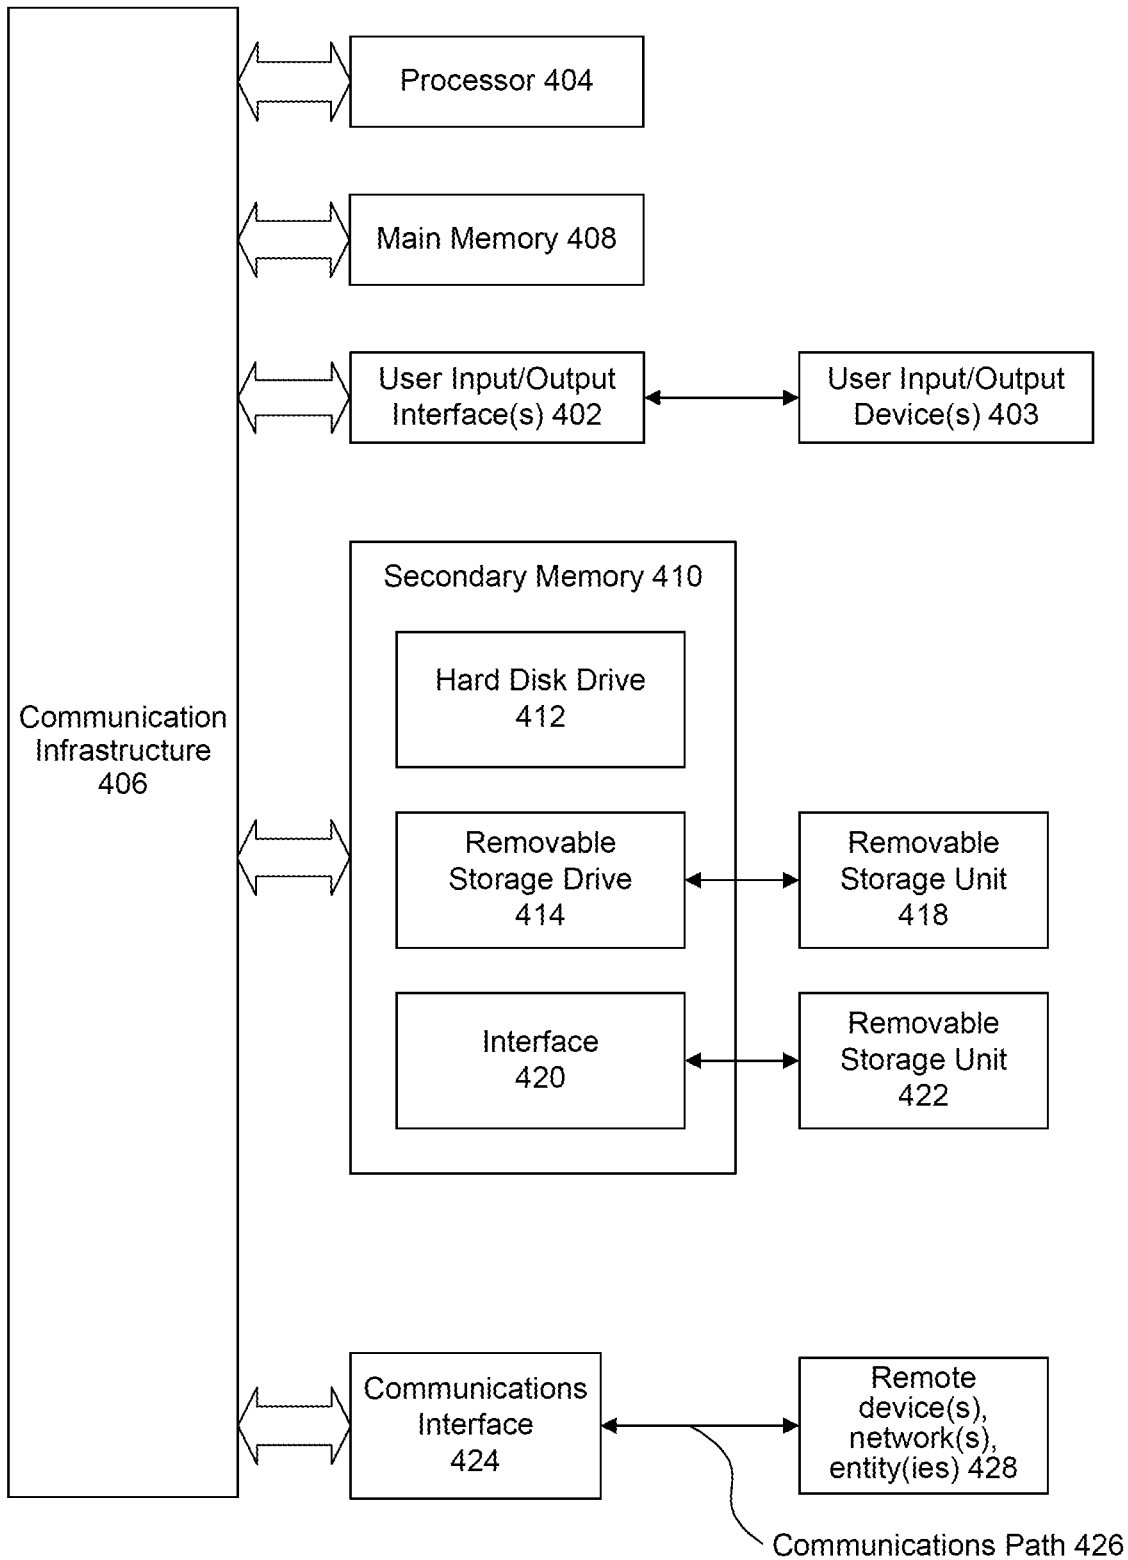 Processor 404
Main Memory 408
User Input/Output
Interface(s) 402
User Input/Output
Device(s) 403
Secondary Memory 410
Hard Disk Drive
412
Communication
Infrastructure
406
Removable
Storage Drive
414
Removable
Storage Unit
418
Interface
420
Removable
Storage Unit
422
Communications
Interface
424
Remote
device(s),
network(s),
entity(ies) 428
Communications Path 426